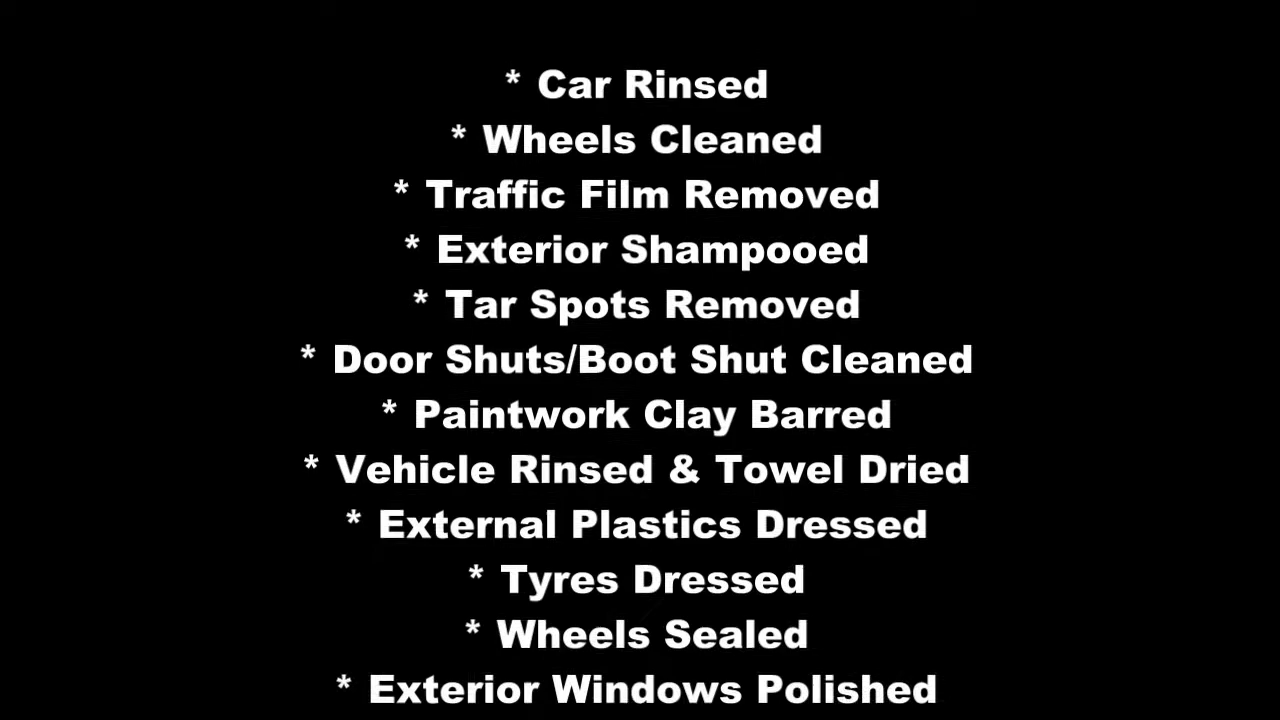 * Car Rinsed
* Wheels Cleaned
* Traffic Film Removed
* Exterior Shampooed
* Tar Spots Removed
* Door Shuts/Boot Shut Cleaned
* Paintwork Clay Barred
* Vehicle Rinsed & Towel Dried
* External Plastics Dressed
* Tyres Dressed
* Wheels Sealed
* Exterior Windows Polished